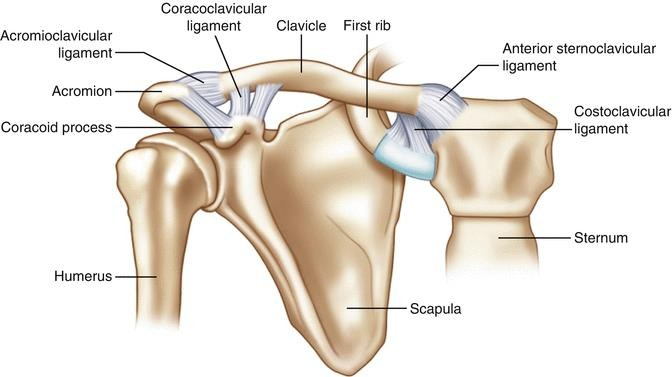 Coracoclavicular
ligament
Clavicle
First rib
Acromioclavicular
ligament
Anterior sternoclavicular
ligament
Acromion
Costoclavicular
ligament
Coracoid process
Sternum
Humerus
Scapula